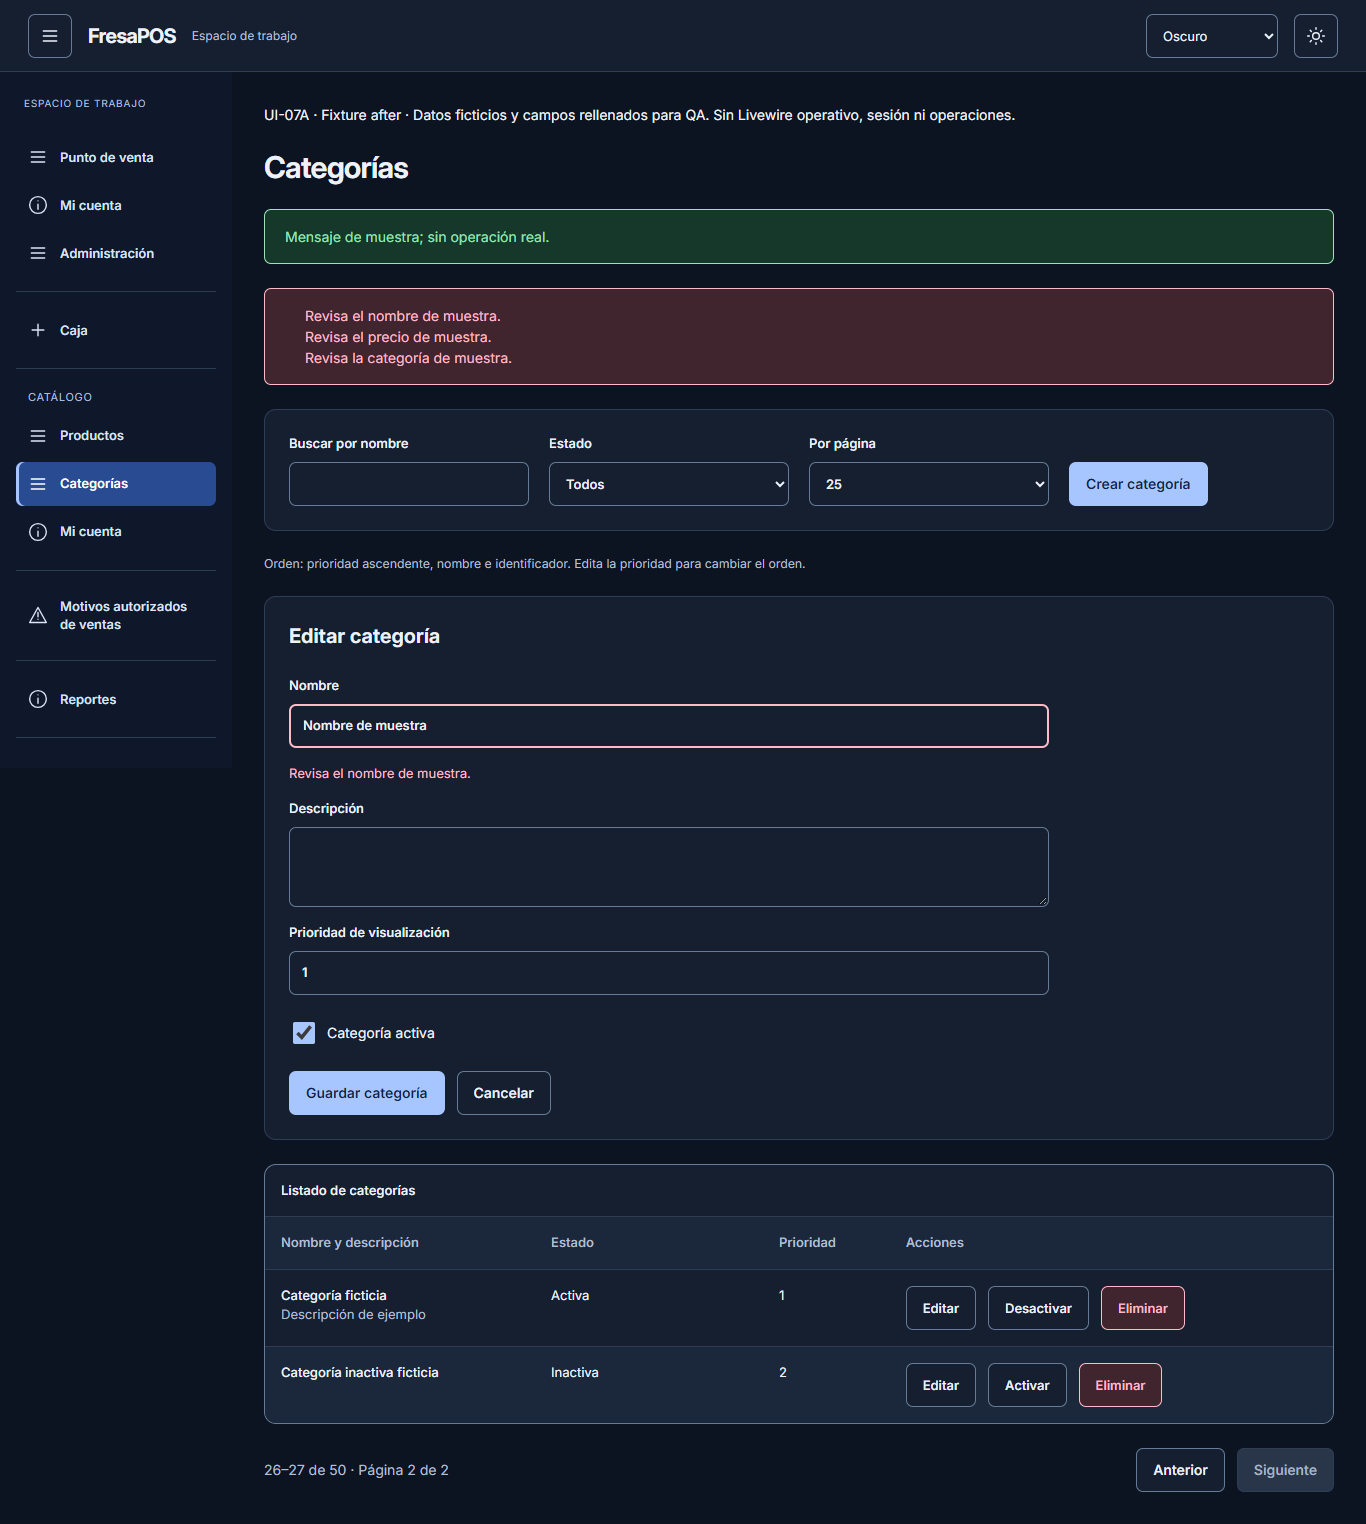 FresaPOS
Espacio de trabajo
Oscuro
ESPACIO DE TRABAJO
Punto de venta
Mi cuenta
Administración
Caja
CATÁLOGO
Productos
Categorías
Mi cuenta
Motivos autorizados
de ventas
Reportes
UI-07A · Fixture after · Datos ficticios y campos rellenados para QA. Sin Livewire operativo, sesión ni operaciones.
Categorías
Mensaje de muestra; sin operación real.
Revisa el nombre de muestra.
Revisa el precio de muestra.
Revisa la categoría de muestra.
Buscar por nombre
Estado
Por página
Todos
25
Crear categoría
Orden: prioridad ascendente, nombre e identificador. Edita la prioridad para cambiar el orden.
Editar categoría
Nombre
Nombre de muestra
Revisa el nombre de muestra.
Descripción
Prioridad de visualización
1
Categoría activa
Guardar categoría
Cancelar
Listado de categorías
Nombre y descripción
Estado
Prioridad
Acciones
Categoría ficticia
Descripción de ejemplo
Activa
1
Editar
Desactivar
Eliminar
Categoría inactiva ficticia
Inactiva
2
Editar
Activar
Eliminar
26–27 de 50 · Página 2 de 2
Anterior
Siguiente